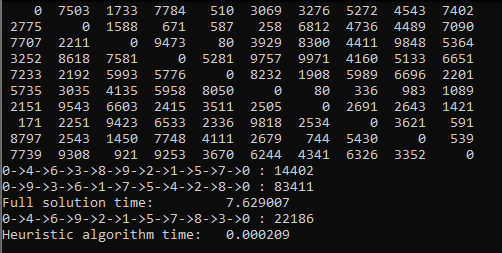 0 7503 1733 7784 510 3069 3276 5272 4543 7402
2775 0 1588 671 587 258 6812 4736 4489 7090
7707 2211 0 9473 80 3929 8300 4411 9848 5364
3252 8618 7581 0 5281 9757 9971 4160 5133 6651
7233 2192 5993 5776 0 8232 1908 5989 6696 2201
5735 3035 4135 5958 8050 0 80 336 983 1089
2151 9543 6603 2415 3511 2505 0 2691 2643 1421
171 2251 9423 6533 2336 9818 2534 0 3621 591
8797 2543 1450 7748 4111 2679 744 5430 0 539
7739 9308 921 9253 3670 6244 4341 6326 3352 0
0->4->6->3->8->9->2->1->5->7->0 : 14402
0->9->3->6->1->7->5->4->2->8->0 : 83411
Full solution time: 7.629007
0->4->6->9->2->1->5->7->8->3->0 : 22186
Heuristic algorithm time: 0.000209